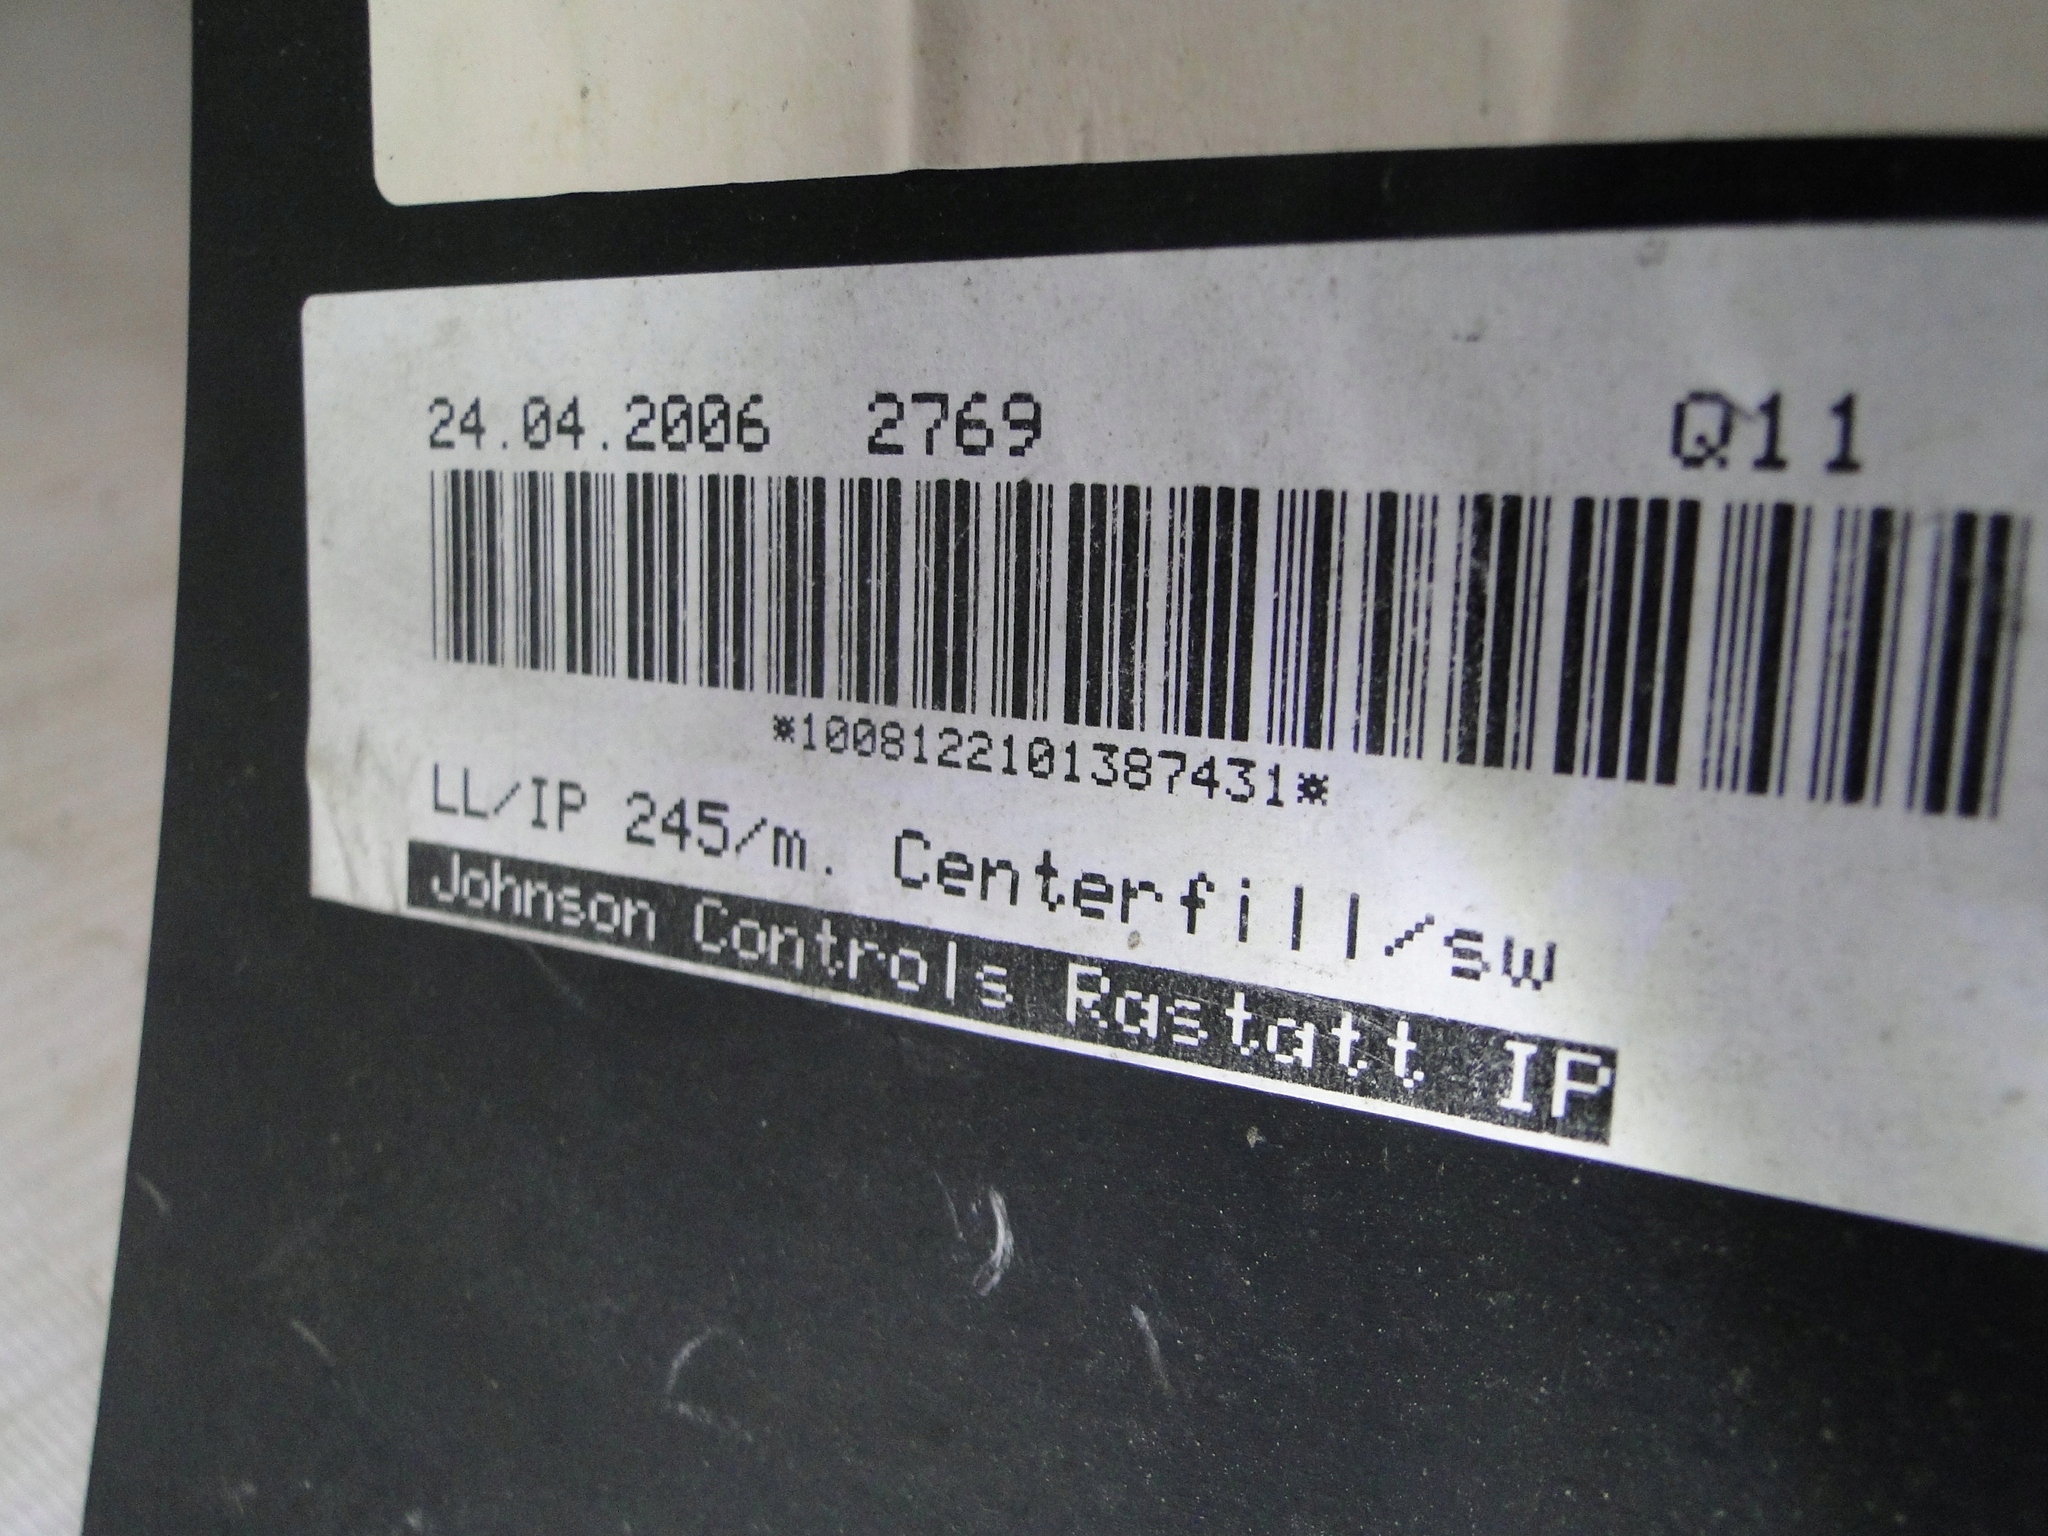 24.04.2006 2769 Q11
*1008122101387431*
LL/IP 245/m. Centerfill/sw
Johnson Controls Rastatt IP